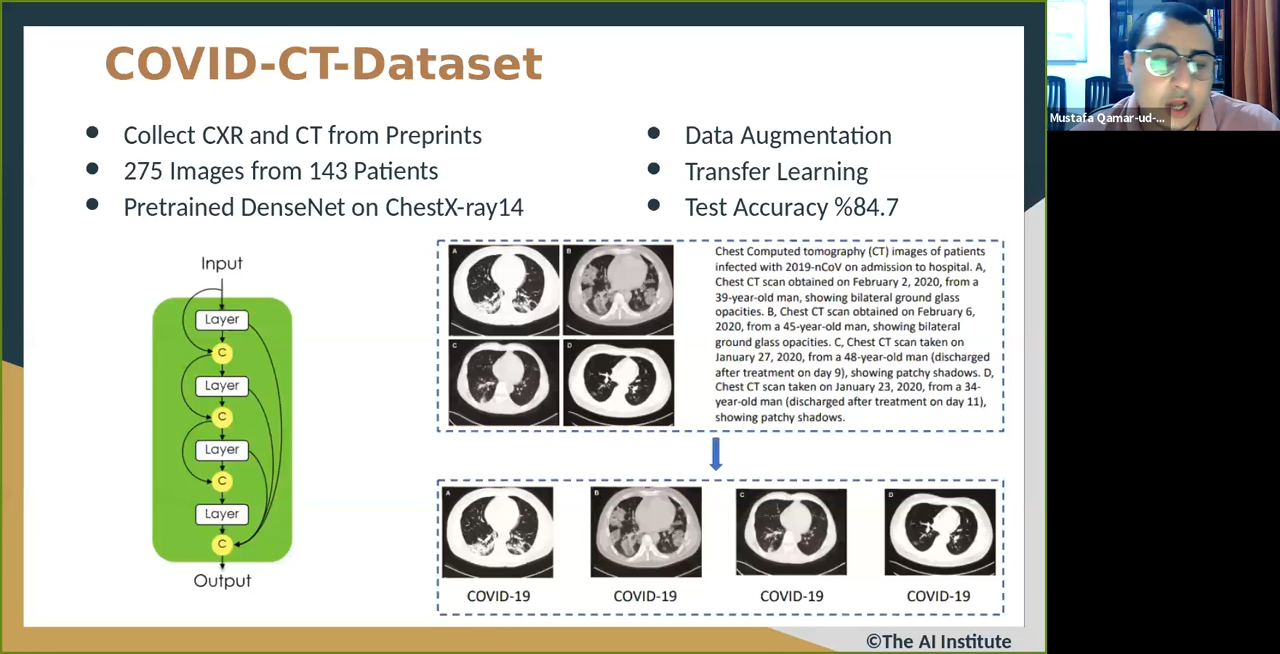 COVID-CT-Dataset
Collect CXR and CT from Preprints
275 Images from 143 Patients
Pretrained DenseNet on ChestX-ray14
Data Augmentation
Transfer Learning
Test Accuracy %84.7
Input
Layer
C
Layer
C
Layer
C
Layer
C
Output
A
B
C
D
Chest Computed tomography (CT) images of patients
infected with 2019-nCoV on admission to hospital. A,
Chest CT scan obtained on February 2, 2020, from a
39-year-old man, showing bilateral ground glass
opacities. B, Chest CT scan obtained on February 6,
2020, from a 45-year-old man, showing bilateral
ground glass opacities. C, Chest CT scan taken on
January 27, 2020, from a 48-year-old man (discharged
after treatment on day 9), showing patchy shadows. D,
Chest CT scan taken on January 23, 2020, from a 34-
year-old man (discharged after treatment on day 11),
showing patchy shadows.
A
B
C
D
COVID-19
COVID-19
COVID-19
COVID-19
©The AI Institute
Mustafa Qamar-ud-...